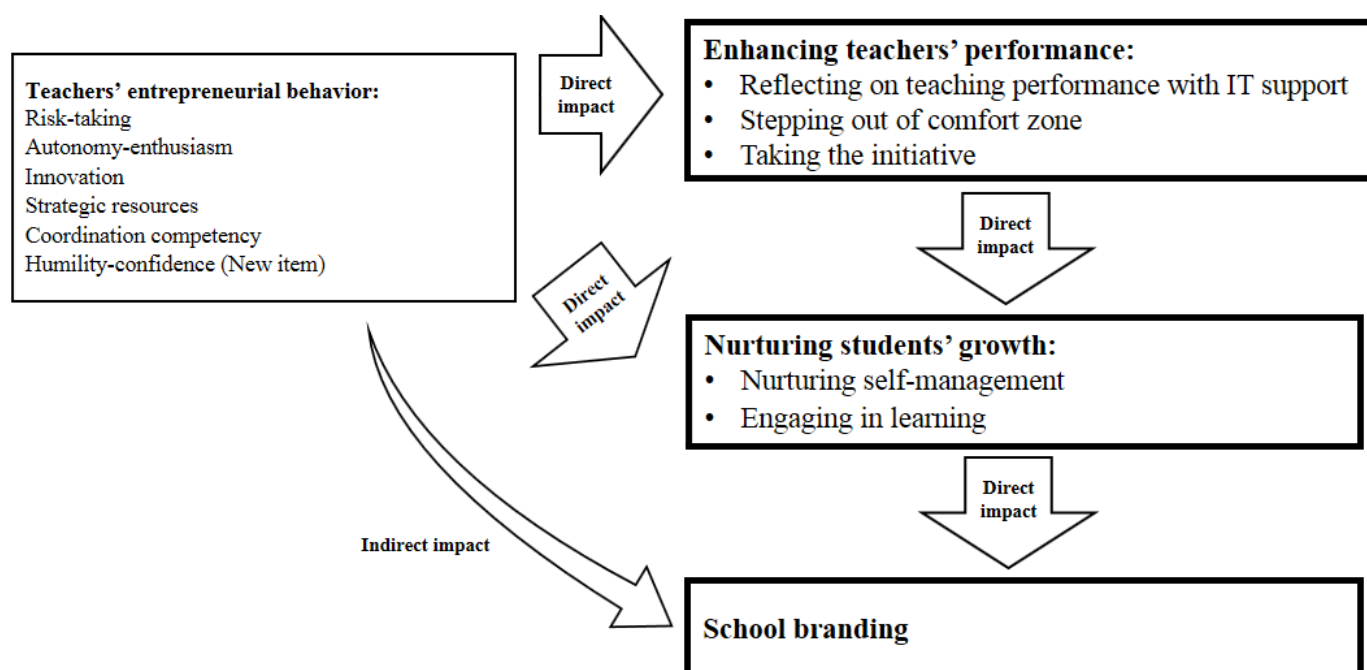 Teachers’ entrepreneurial behavior:
Risk-taking
Autonomy-enthusiasm
Innovation
Strategic resources
Coordination competency
Humility-confidence (New item)
Direct
impact
Enhancing teachers’ performance:
• Reflecting on teaching performance with IT support
• Stepping out of comfort zone
• Taking the initiative
Direct
impact
Direct
impact
Nurturing students’ growth:
• Nurturing self-management
• Engaging in learning
Direct
impact
Indirect impact
School branding